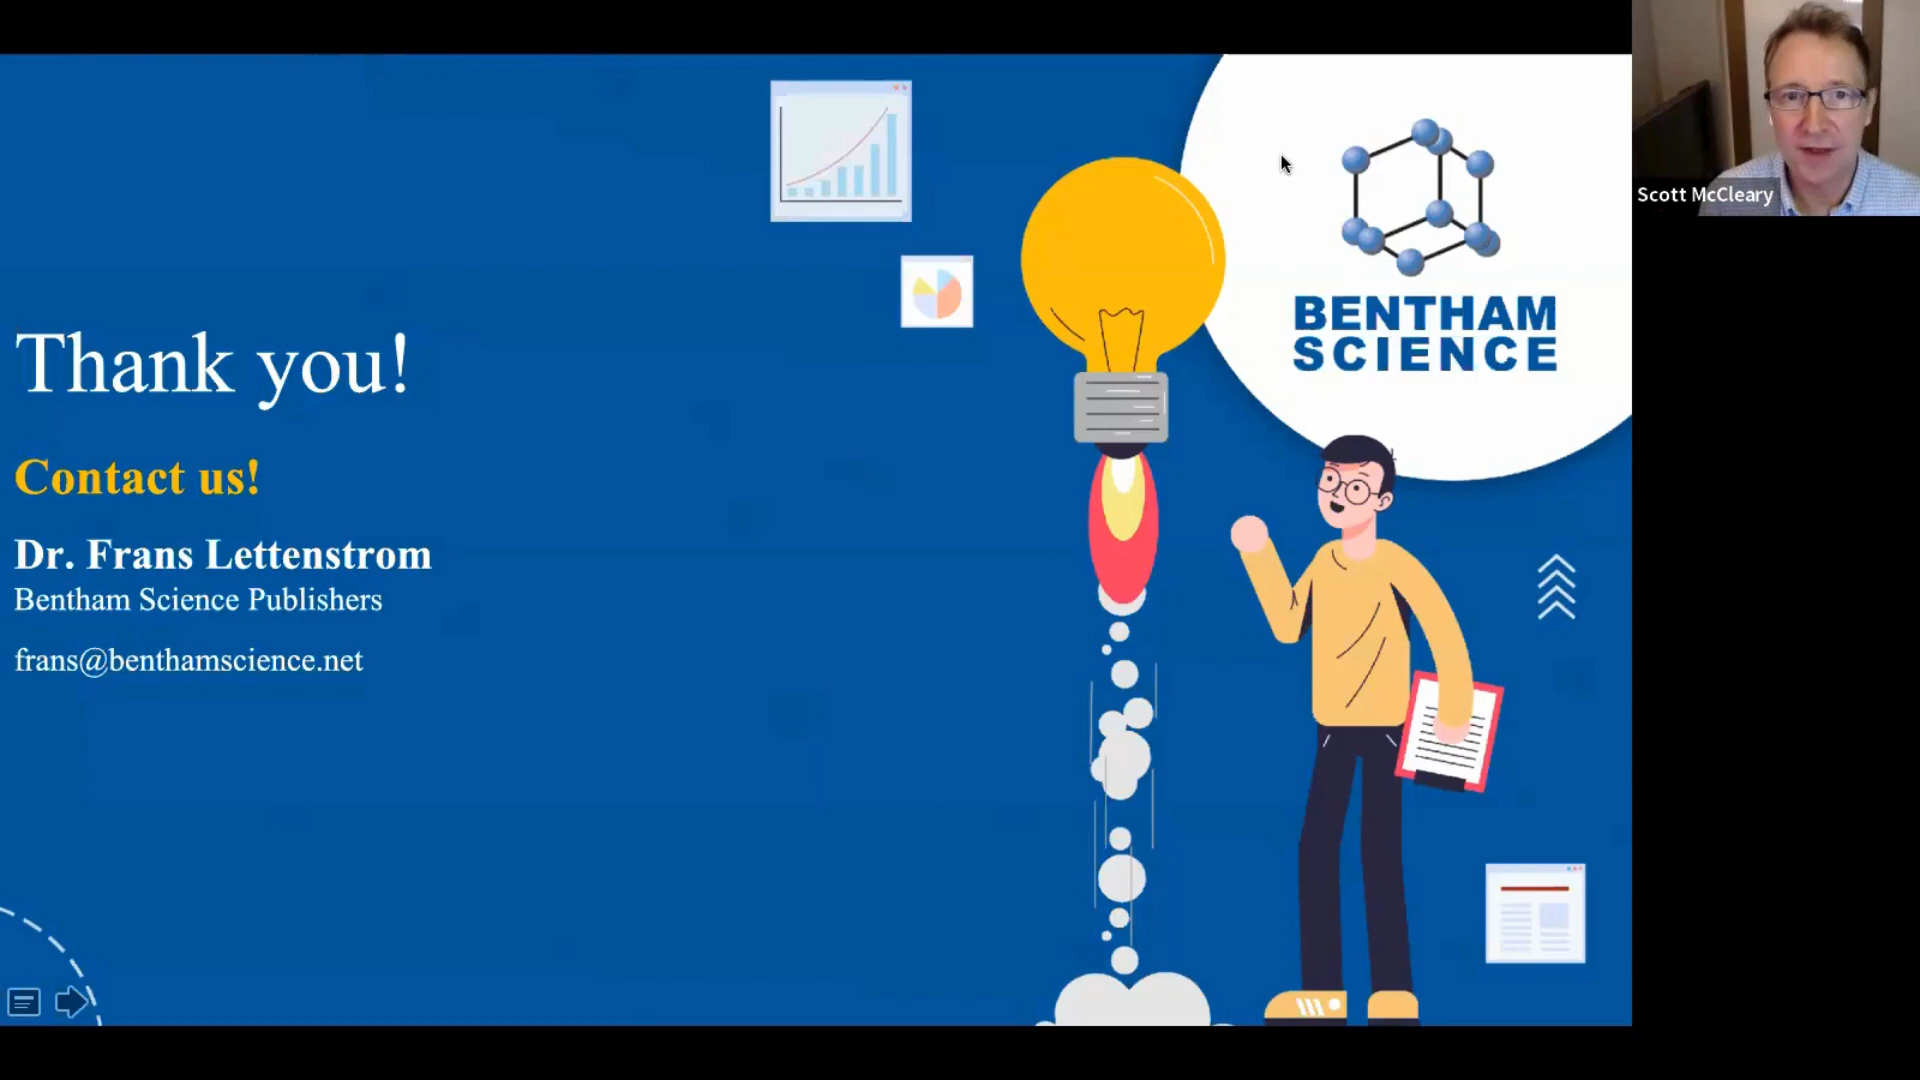 Thank you!
Contact us!
Dr. Frans Lettenstrom
Bentham Science Publishers
frans@benthamscience.net
BENTHAM
SCIENCE
Scott McCleary